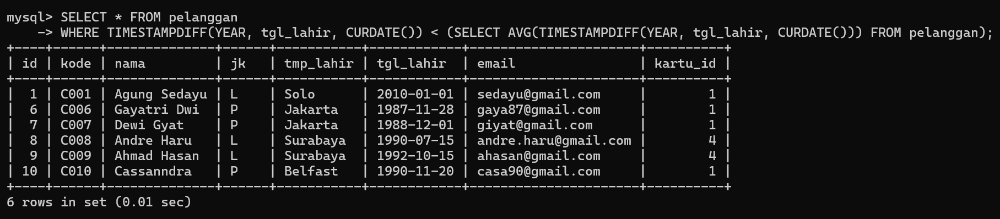 mysql> SELECT * FROM pelanggan
    -> WHERE TIMESTAMPDIFF(YEAR, tgl_lahir, CURDATE()) < (SELECT AVG(TIMESTAMPDIFF(YEAR, tgl_lahir, CURDATE())) FROM pelanggan);
+----+------+--------------+------+-----------+------------+----------------------+----------+
| id | kode | nama         | jk   | tmp_lahir | tgl_lahir  | email                | kartu_id |
+----+------+--------------+------+-----------+------------+----------------------+----------+
|  1 | C001 | Agung Sedayu | L    | Solo      | 2010-01-01 | sedayu@gmail.com     |        1 |
|  6 | C006 | Gayatri Dwi  | P    | Jakarta   | 1987-11-28 | gaya87@gmail.com     |        1 |
|  7 | C007 | Dewi Gyat    | P    | Jakarta   | 1988-12-01 | giyat@gmail.com      |        1 |
|  8 | C008 | Andre Haru   | L    | Surabaya  | 1990-07-15 | andre.haru@gmail.com |        4 |
|  9 | C009 | Ahmad Hasan  | L    | Surabaya  | 1992-10-15 | ahasan@gmail.com     |        4 |
| 10 | C010 | Cassanndra   | P    | Belfast   | 1990-11-20 | casa90@gmail.com     |        1 |
+----+------+--------------+------+-----------+------------+----------------------+----------+
6 rows in set (0.01 sec)